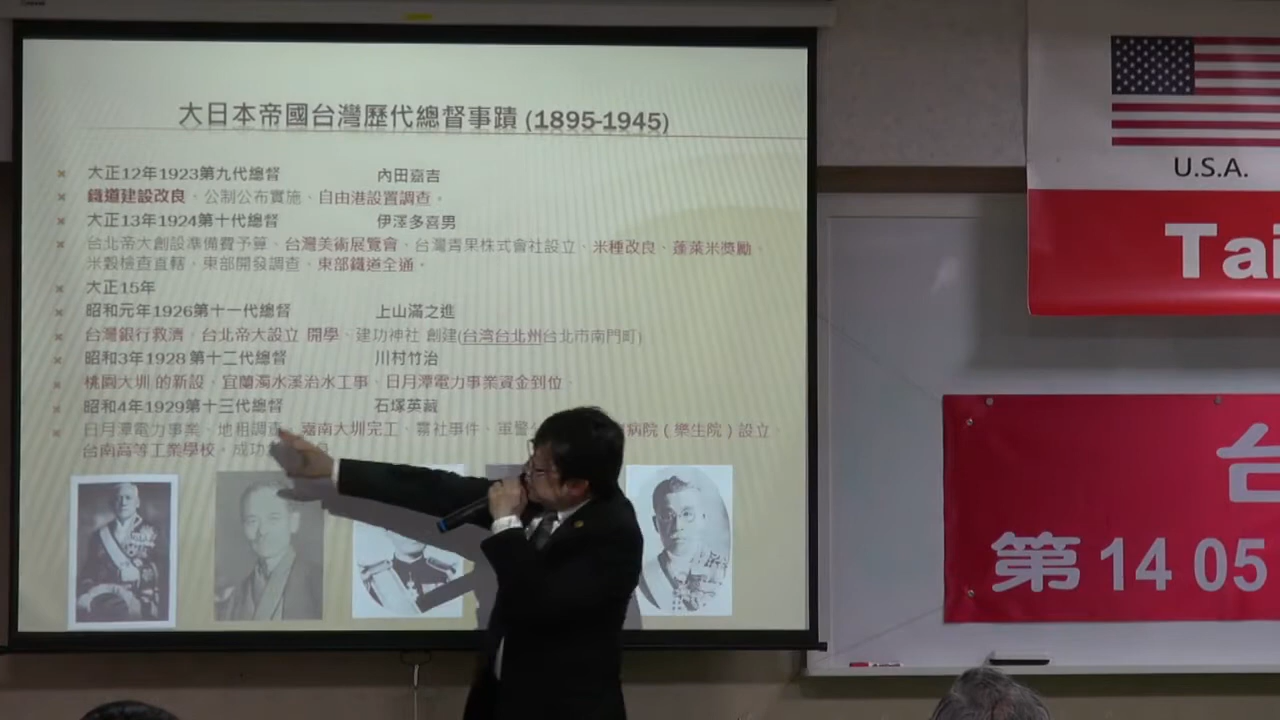 大日本帝國台灣歷代總督事蹟 (1895-1945)
大正12年1923第九代總督 內田嘉吉
鐵道建設改良、公制公布實施、自由港設置調查。
大正13年1924第十代總督 伊澤多喜男
台北帝大創設準備費予算、台灣美術展覽會、台灣青果株式會社設立、米種改良、蓬萊米獎勵、
米穀檢查直轄、東部開發調查、東部鐵道全通。
大正15年
昭和元年1926第十一代總督 上山滿之進
台灣銀行救濟、台北帝大設立 開學、建功神社 創建(台湾台北州台北市南門町)
昭和3年1928 第十二代總督 川村竹治
桃園大圳 的新設、宜蘭濁水溪治水工事、日月潭電力事業資金到位。
昭和4年1929第十三代總督 石塚英藏
日月潭電力事業、地租調查、嘉南大圳完工、霧社事件、軍警 病院（樂生院）設立、
台南高等工業學校、成功
U.S.A.
Tai
台
第 14 05